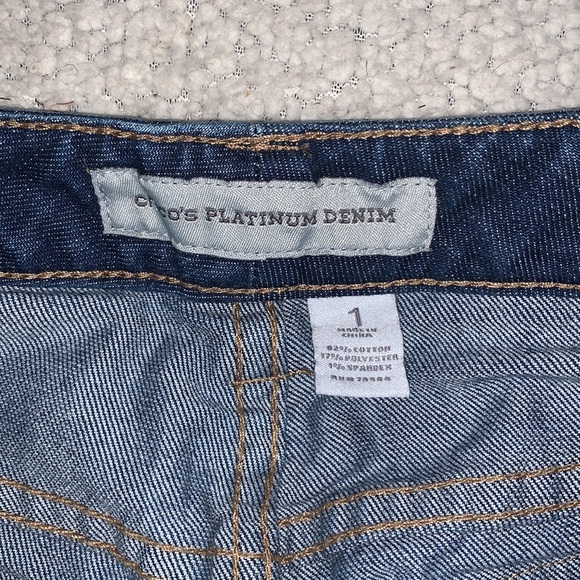 CHICO'S PLATINUM DENIM
1
MADE IN
CHINA
82% COTTON
17% POLYESTER
1% SPANDEX